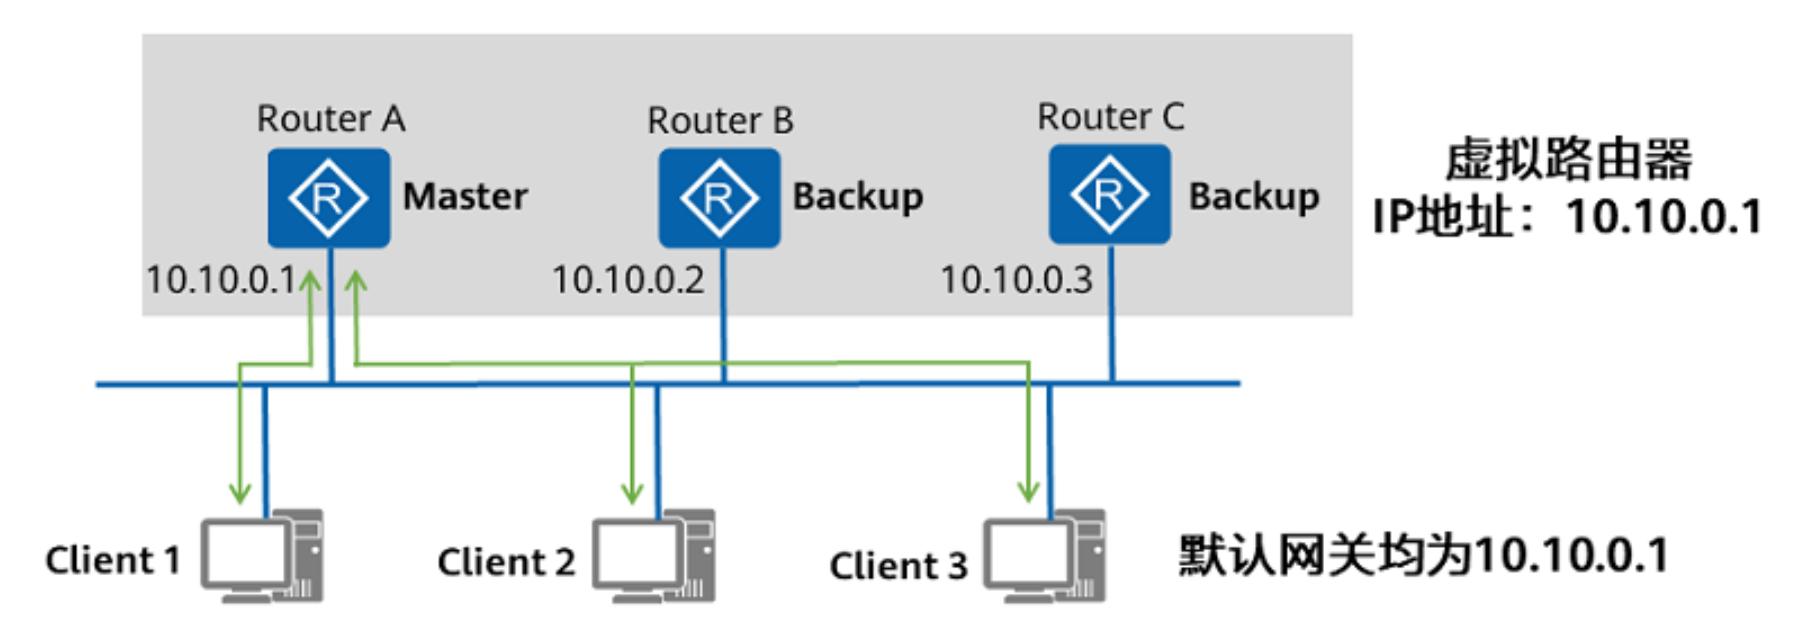 Router A
Router B
Router C
R
Master
R
Backup
R
Backup
虚拟路由器
IP地址：10.10.0.1
10.10.0.1
10.10.0.2
10.10.0.3
Client 1
Client 2
Client 3
默认网关均为10.10.0.1